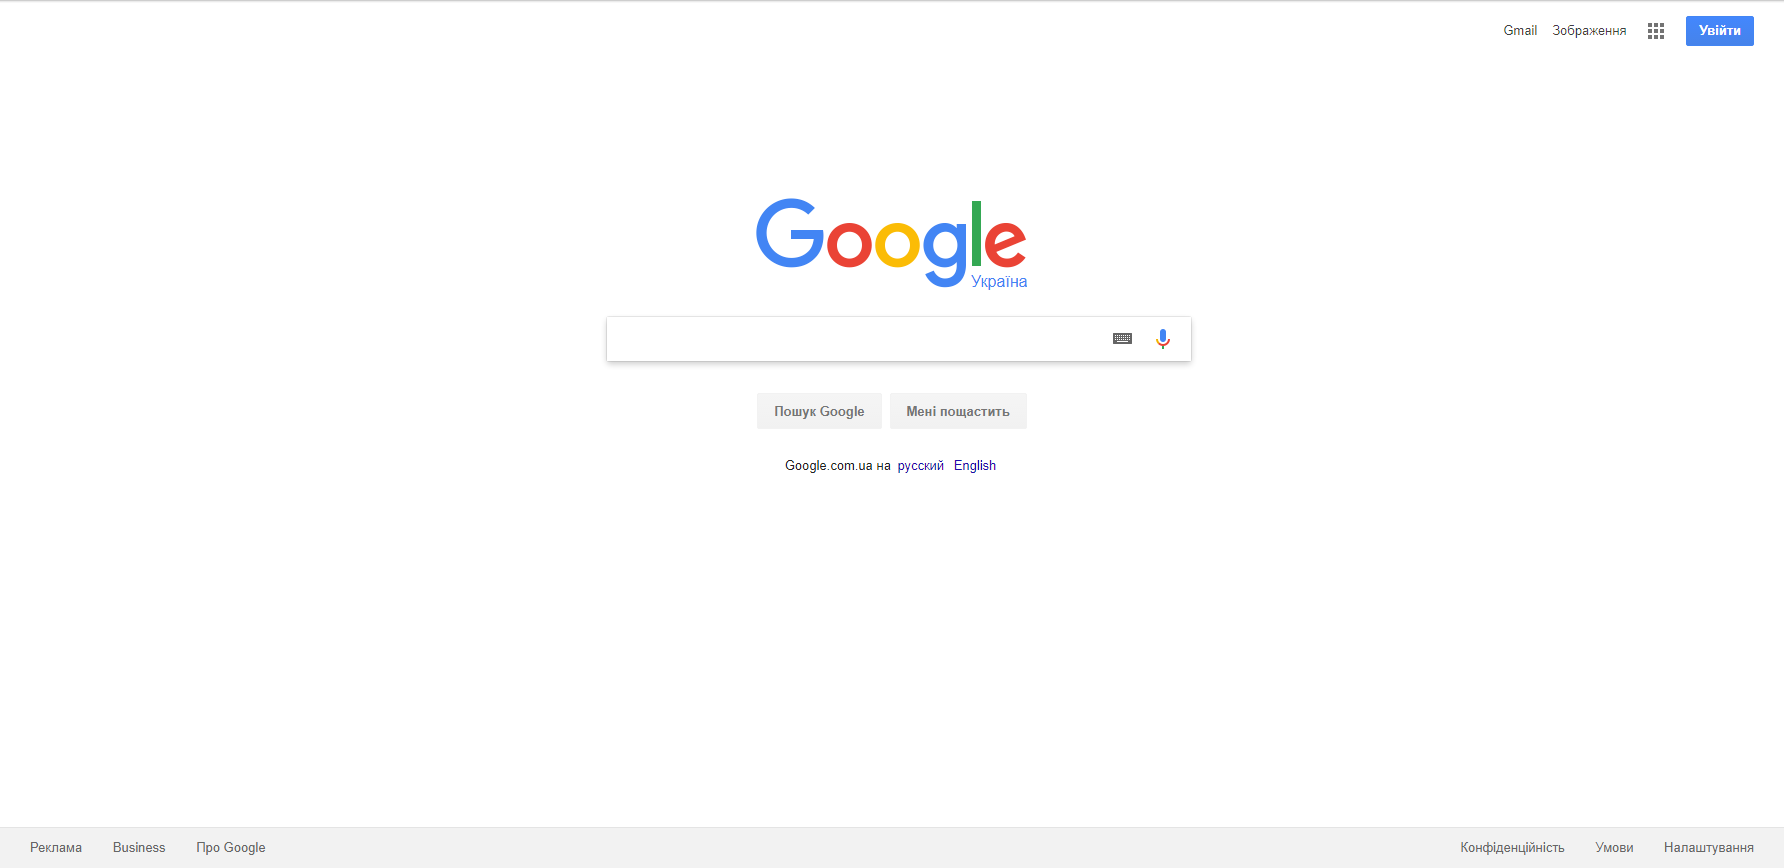 Gmail Зображення Увійти
Google
Україна
Пошук Google Мені пощастить
Google.com.ua на русский English
Реклама Business Про Google Конфіденційність Умови Налаштування